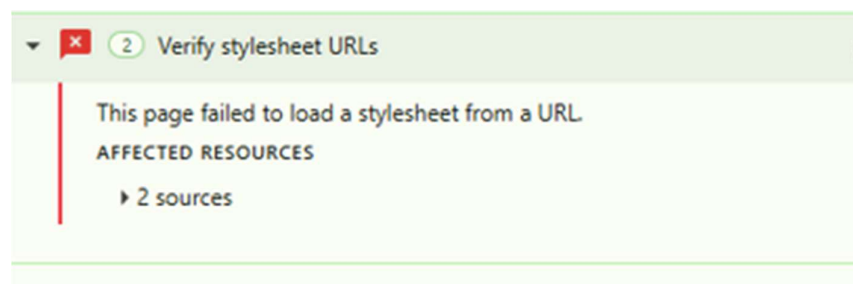 2 Verify stylesheet URLs
This page failed to load a stylesheet from a URL.
AFFECTED RESOURCES
2 sources